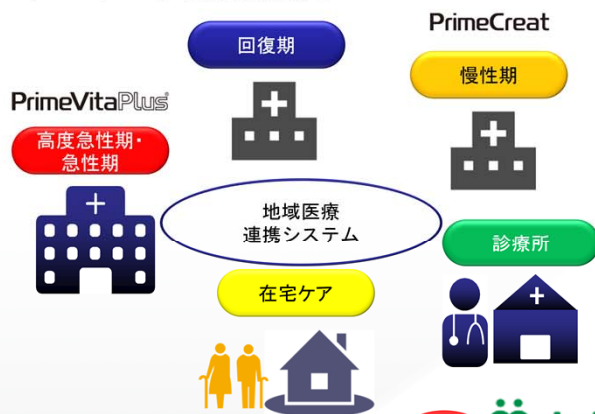 PrimeCreat
回復期
慢性期
PrimeVitaPlus
高度急性期・
急性期
地域医療
連携システム
診療所
在宅ケア